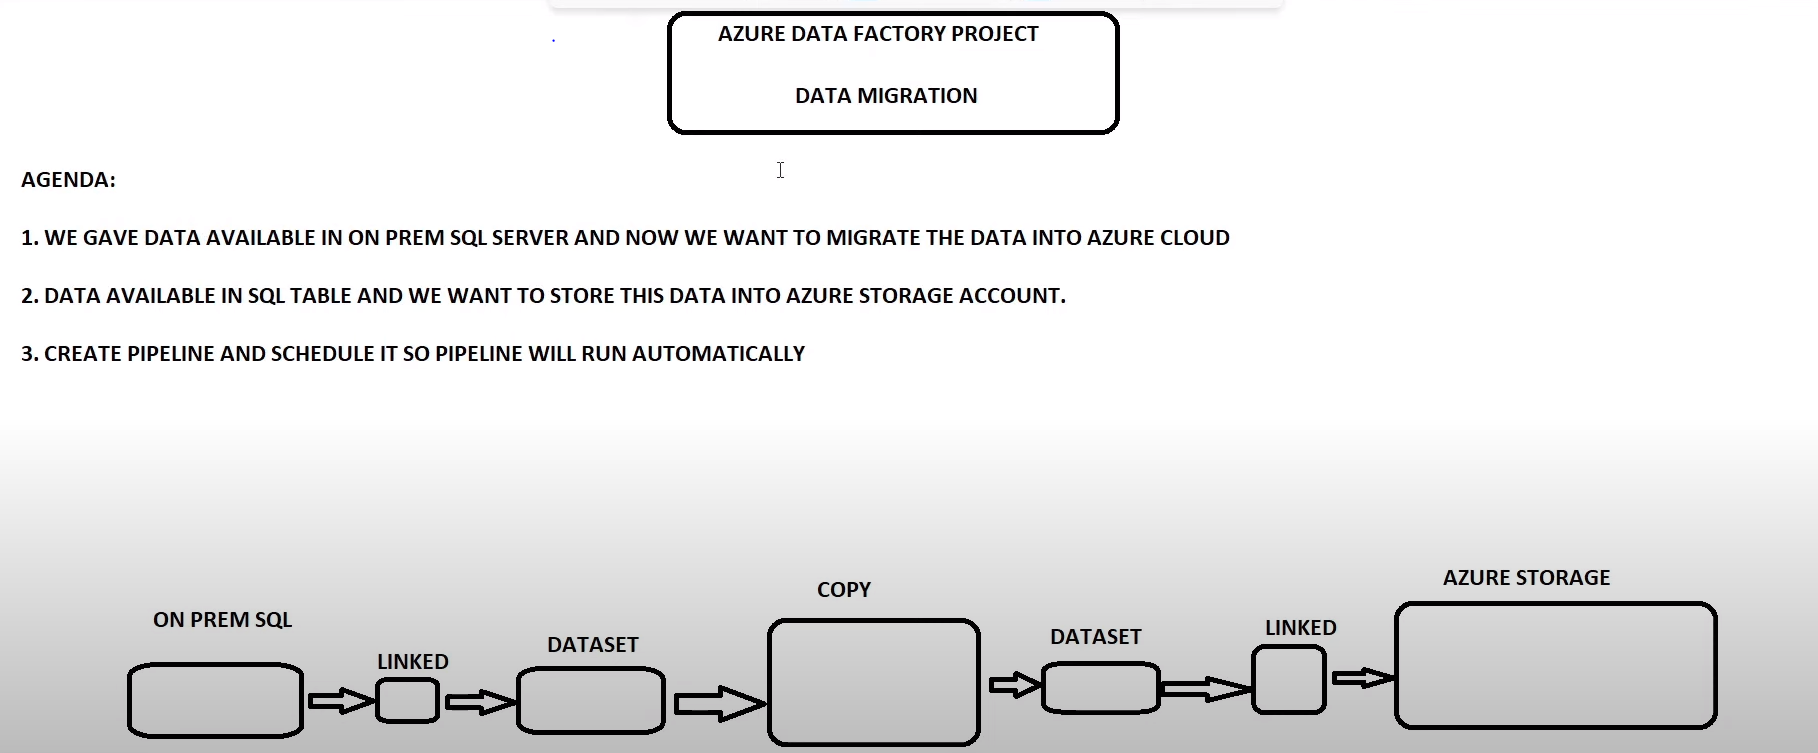 AZURE DATA FACTORY PROJECT
DATA MIGRATION
AGENDA:
1. WE GAVE DATA AVAILABLE IN ON PREM SQL SERVER AND NOW WE WANT TO MIGRATE THE DATA INTO AZURE CLOUD
2. DATA AVAILABLE IN SQL TABLE AND WE WANT TO STORE THIS DATA INTO AZURE STORAGE ACCOUNT.
3. CREATE PIPELINE AND SCHEDULE IT SO PIPELINE WILL RUN AUTOMATICALLY
ON PREM SQL
LINKED
DATASET
COPY
DATASET
LINKED
AZURE STORAGE